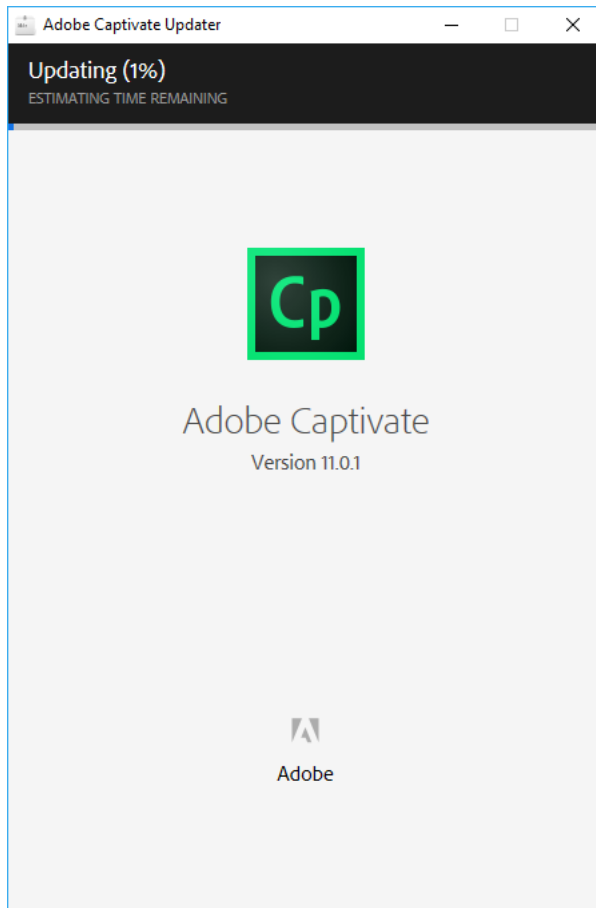 Adobe Captivate Updater
Updating (1%)
ESTIMATING TIME REMAINING
Cp
Adobe Captivate
Version 11.0.1
Adobe